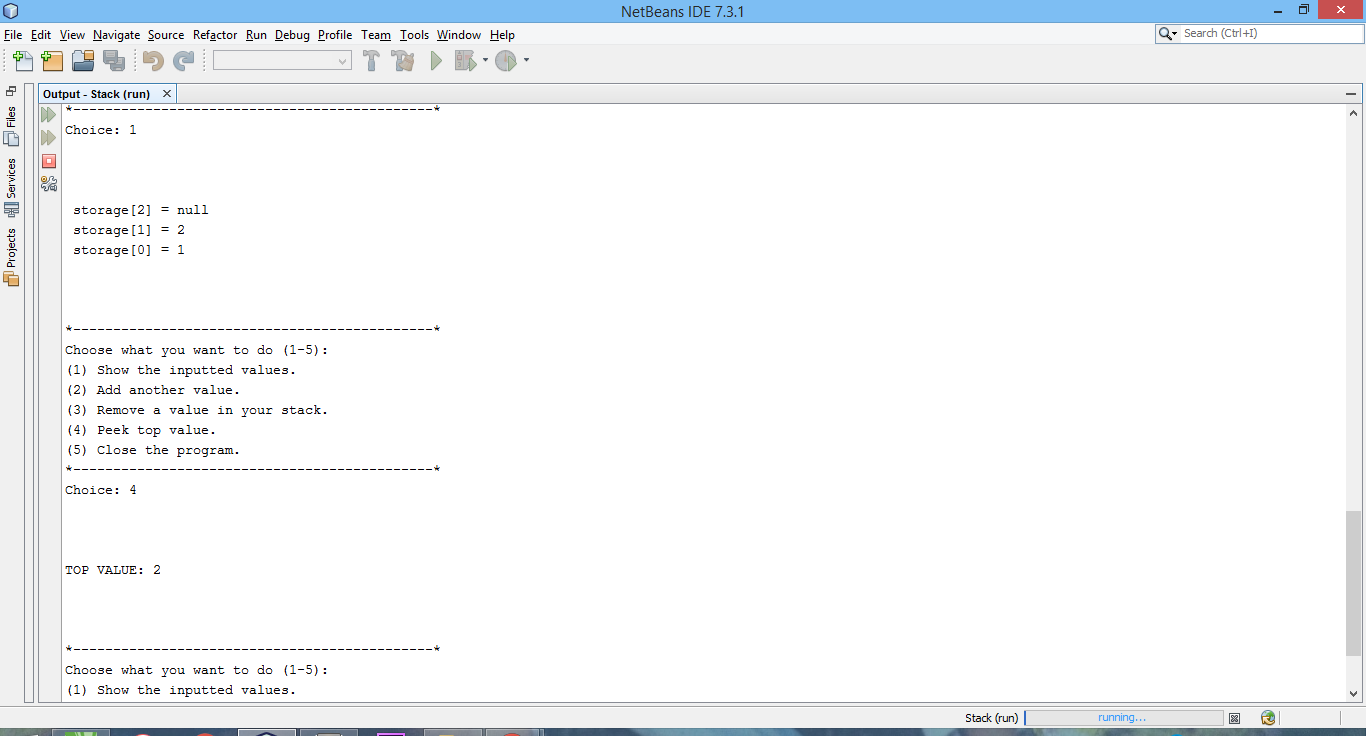 NetBeans IDE 7.3.1
File Edit View Navigate Source Refactor Run Debug Profile Team Tools Window Help
Search (Ctrl+I)
Files
Services
Projects
Output - Stack (run)
*---------------------------------------------*
Choice: 1
storage[2] = null
storage[1] = 2
storage[0] = 1
*---------------------------------------------*
Choose what you want to do (1-5):
(1) Show the inputted values.
(2) Add another value.
(3) Remove a value in your stack.
(4) Peek top value.
(5) Close the program.
*---------------------------------------------*
Choice: 4
TOP VALUE: 2
*---------------------------------------------*
Choose what you want to do (1-5):
(1) Show the inputted values.
Stack (run) running...